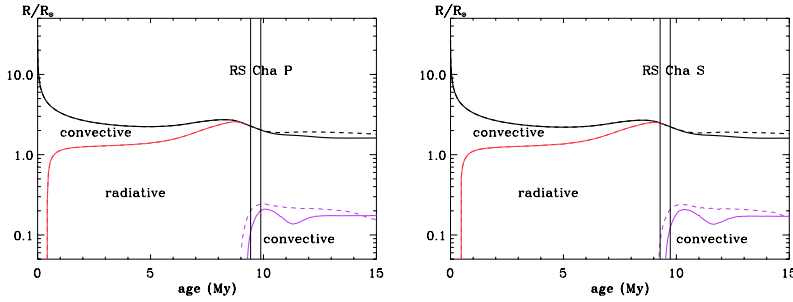 R/R⊛
10.0
1.0
0.1
RS Cha P
convective
radiative
convective
0
5
10
15
age (My)
R/R⊛
10.0
1.0
0.1
RS Cha S
convective
radiative
convective
0
5
10
15
age (My)